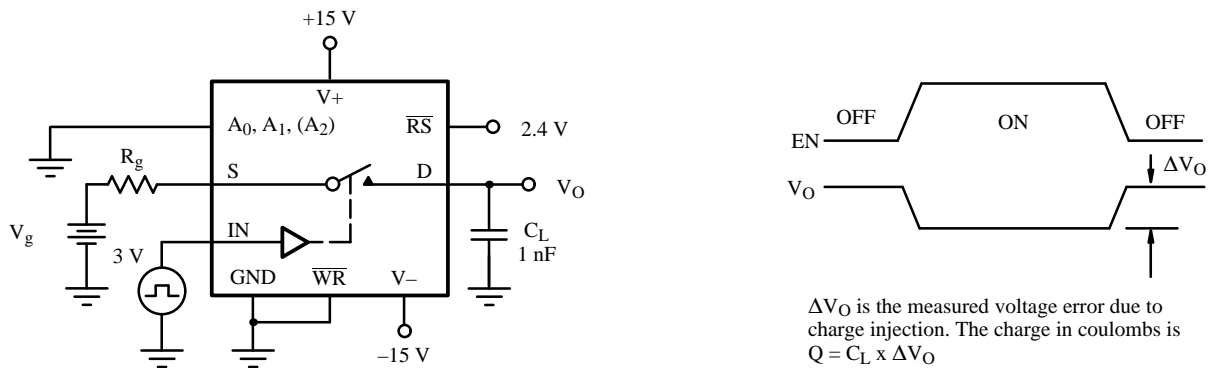 +15 V
V+
A0, A1, (A2)
R̅S̅
2.4 V
Rg
S
D
VO
Vg
IN
CL
1 nF
3 V
GND
W̅R̅
V–
–15 V
OFF
ON
OFF
EN
ΔVO
VO
ΔVO is the measured voltage error due to
charge injection. The charge in coulombs is
Q = CL x ΔVO